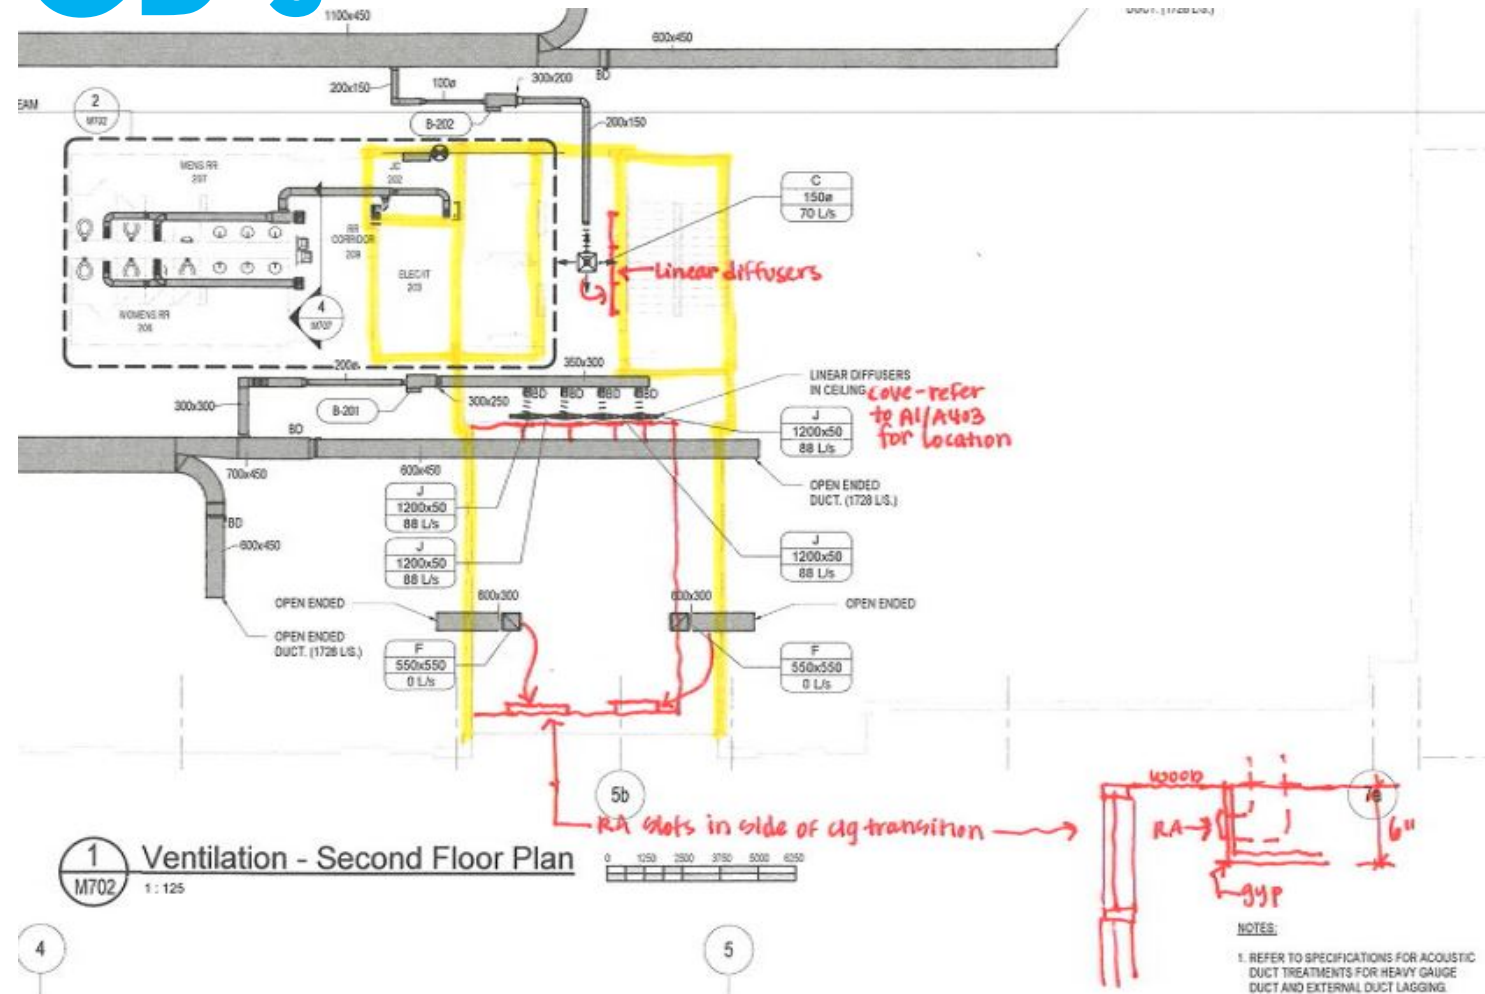 1100x450
DUCT. (1728 L/S.)
600x450
BD
200x150
100ø
300x200
EAM
2
M702
B-202
200x150
MENS RR
207
JC
202
C
150ø
70 L/s
RR
CORRIDOR
209
ELEC/IT
203
Linear diffusers
WOMENS RR
206
4
M707
200ø
350x300
LINEAR DIFFUSERS
IN CEILING
cove-refer
to A1/A403
for Location
300x300
B-201
300x250
BD
BD
BD
BD
J
1200x50
88 L/s
BD
700x450
600x450
OPEN ENDED
DUCT. (1728 L/S.)
J
1200x50
88 L/s
BD
600x450
J
1200x50
88 L/s
J
1200x50
88 L/s
OPEN ENDED
600x300
600x300
OPEN ENDED
OPEN ENDED
DUCT. (1728 L/S.)
F
550x550
0 L/s
F
550x550
0 L/s
5b
wood
7a
RA slots in side of clg transition
RA
6"
gyp
1
M702
Ventilation - Second Floor Plan
1 : 125
0 1250 2500 3750 5000 6250
4
5
NOTES:
1. REFER TO SPECIFICATIONS FOR ACOUSTIC
DUCT TREATMENTS FOR HEAVY GAUGE
DUCT AND EXTERNAL DUCT LAGGING.